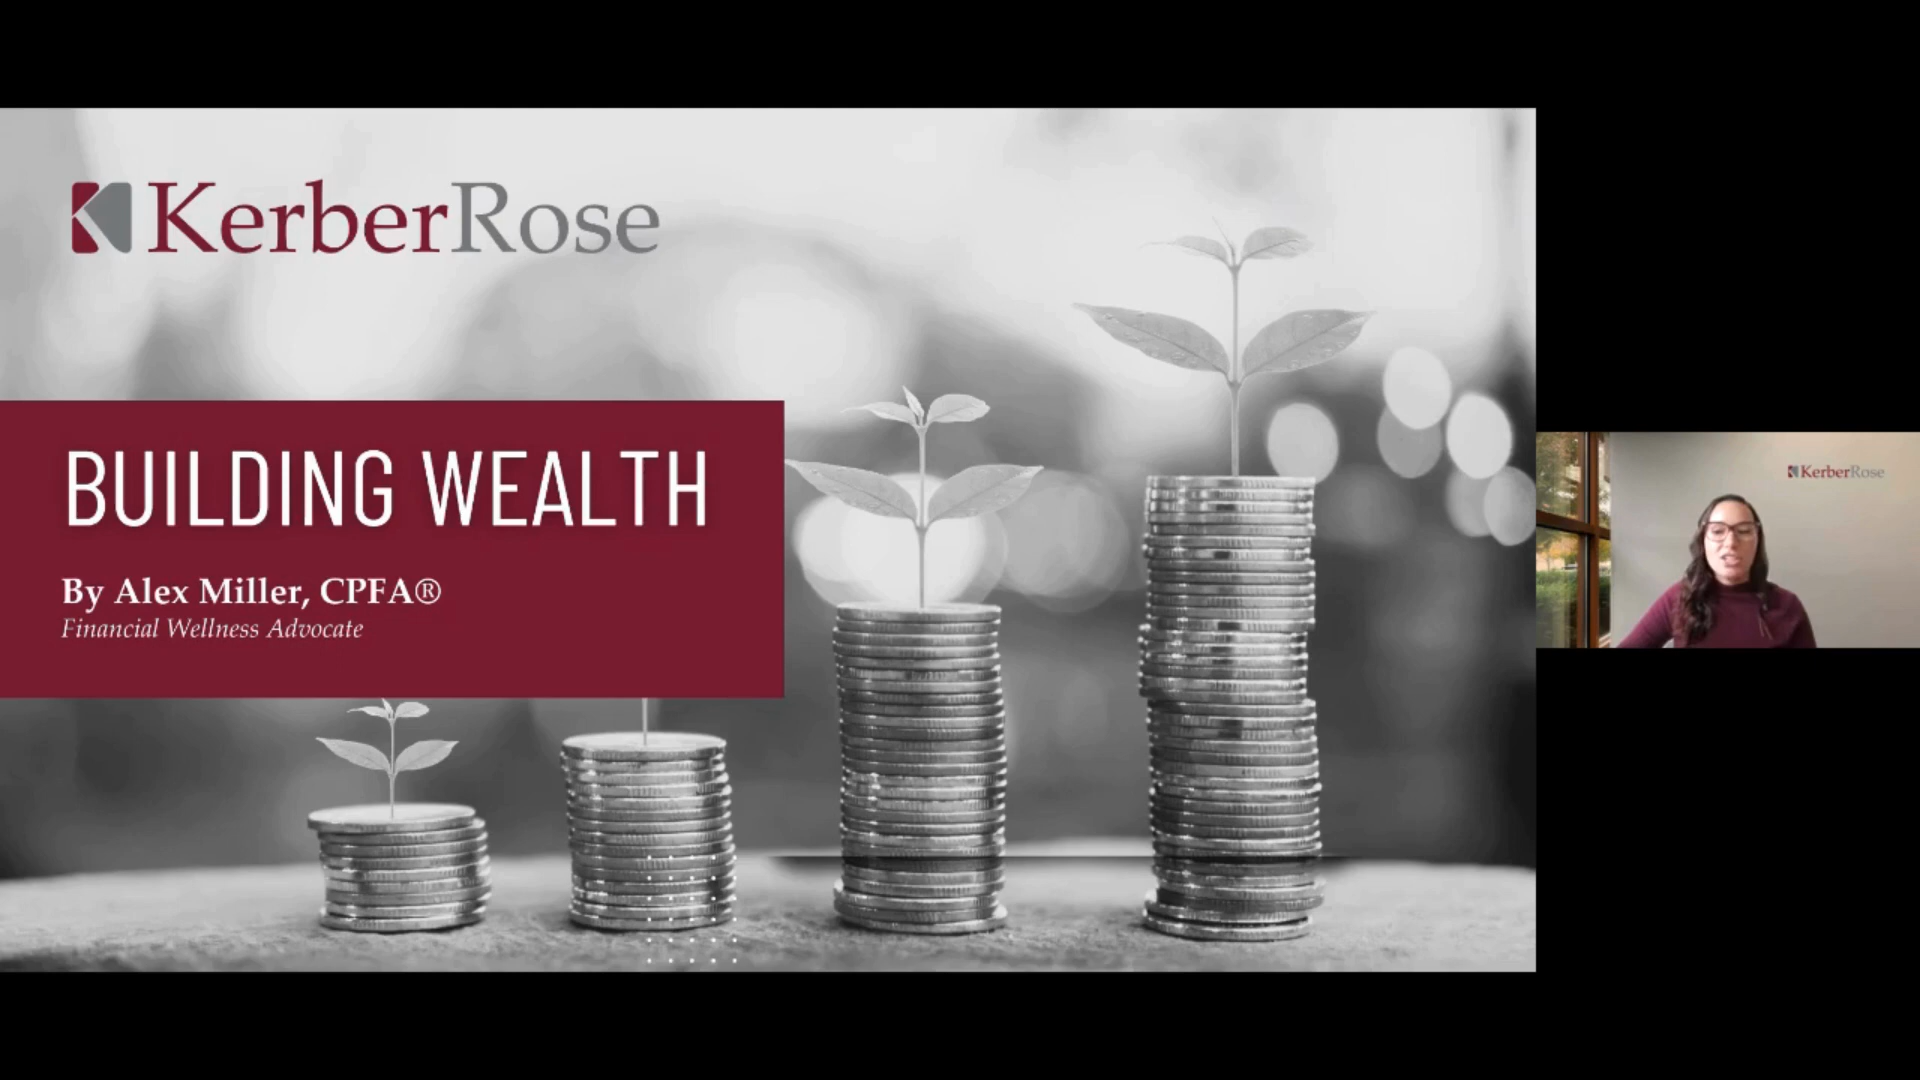 KerberRose
BUILDING WEALTH
By Alex Miller, CPFA®
Financial Wellness Advocate
KerberRose